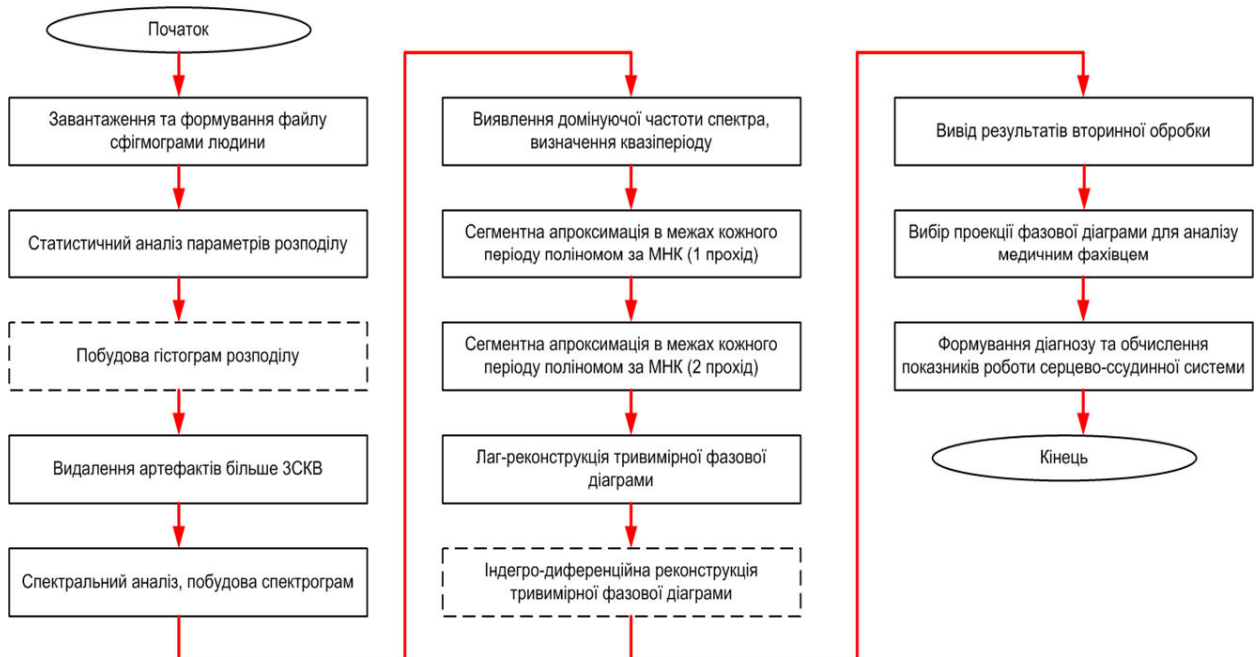 Початок
Завантаження та формування файлу
сфігмограми людини
Статистичний аналіз параметрів розподілу
Побудова гістограм розподілу
Видалення артефактів більше 3СКВ
Спектральний аналіз, побудова спектрограм
Виявлення домінуючої частоти спектра,
визначення квазіперіоду
Сегментна апроксимація в межах кожного
періоду поліномом за МНК (1 прохід)
Сегментна апроксимація в межах кожного
періоду поліномом за МНК (2 прохід)
Лаг-реконструкція тривимірної фазової
діаграми
Індегро-диференційна реконструкція
тривимірної фазової діаграми
Вивід результатів вторинної обробки
Вибір проекції фазової діаграми для аналізу
медичним фахівцем
Формування діагнозу та обчислення
показників роботи серцево-ссудинної системи
Кінець